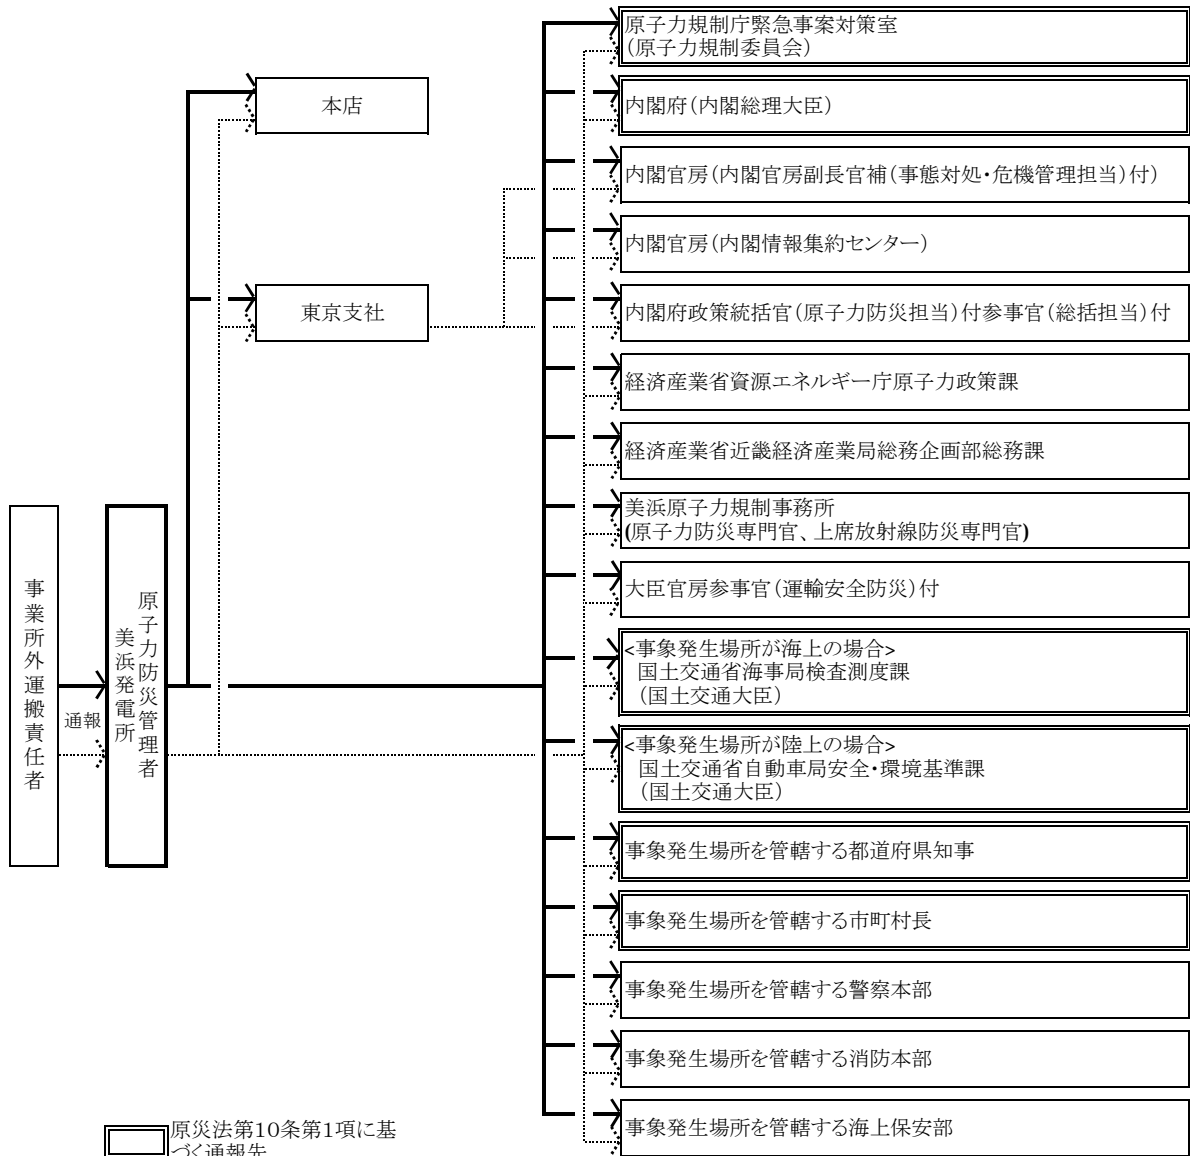 原子力規制庁緊急事案対策室
(原子力規制委員会)
本店
内閣府(内閣総理大臣)
内閣官房(内閣官房副長官補(事態対処・危機管理担当)付)
内閣官房(内閣情報集約センター)
東京支社
内閣府政策統括官(原子力防災担当)付参事官(総括担当)付
経済産業省資源エネルギー庁原子力政策課
経済産業省近畿経済産業局総務企画部総務課
美浜原子力規制事務所
(原子力防災専門官、上席放射線防災専門官)
大臣官房参事官(運輸安全防災)付
事業所外運搬責任者
通報
原子力防災管理者
美浜発電所
<事象発生場所が海上の場合>
国土交通省海事局検査測度課
(国土交通大臣)
<事象発生場所が陸上の場合>
国土交通省自動車局安全・環境基準課
(国土交通大臣)
事象発生場所を管轄する都道府県知事
事象発生場所を管轄する市町村長
事象発生場所を管轄する警察本部
事象発生場所を管轄する消防本部
事象発生場所を管轄する海上保安部
原災法第10条第1項に基
づく通報先